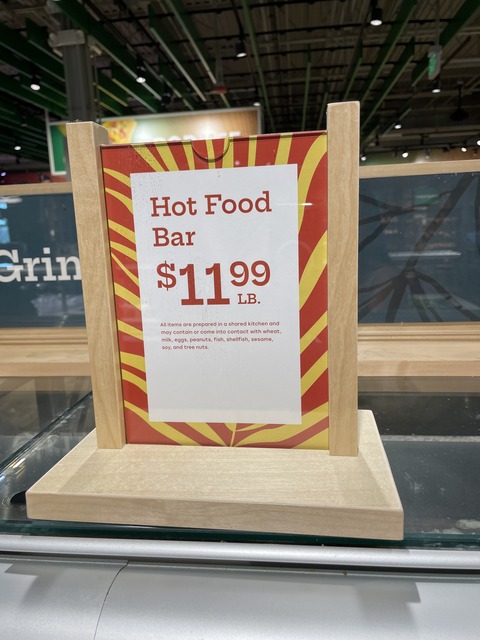 Hot Food
Bar
$11 99
LB.
All items are prepared in a shared kitchen and
may contain or come into contact with wheat,
milk, eggs, peanuts, fish, shellfish, sesame,
soy, and tree nuts.
Grin